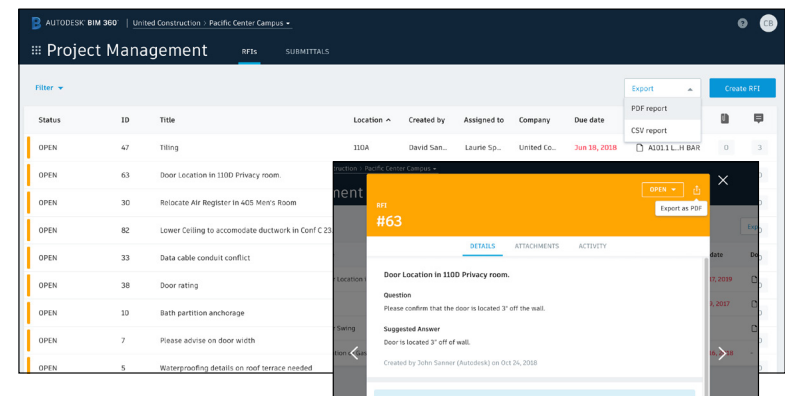 AUTODESK® BIM 360® United Construction > Pacific Center Campus
CB
Project Management RFIs SUBMITTALS
Filter
Export
Create RFI
PDF report
CSV report
Status ID Title Location Created by Assigned to Company Due date
OPEN 47 Tiling 110A David San... Laurie Sp... United Co... Jun 18, 2018 A101.1 L...H BAR 0 3
OPEN 63 Door Location in 110D Privacy room.
OPEN 30 Relocate Air Register in 405 Men's Room
OPEN 82 Lower Ceiling to accomodate ductwork in Conf C 23
OPEN 33 Data cable conduit conflict
OPEN 38 Door rating
OPEN 10 Bath partition anchorage
OPEN 7 Please advise on door width
OPEN 5 Waterproofing details on roof terrace needed
Pacific Center Campus
OPEN
Export as PDF
RFI
#63
DETAILS ATTACHMENTS ACTIVITY
Door Location in 110D Privacy room.
Question
Please confirm that the door is located 3" off the wall.
Suggested Answer
Door is located 3" off of wall.
Created by John Sanner (Autodesk) on Oct 24, 2018